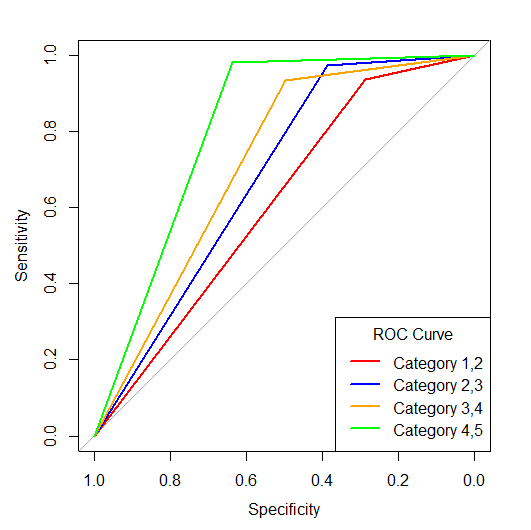 1.0
0.8
0.6
0.4
0.2
0.0
Sensitivity
ROC Curve
Category 1,2
Category 2,3
Category 3,4
Category 4,5
1.0 0.8 0.6 0.4 0.2 0.0
Specificity